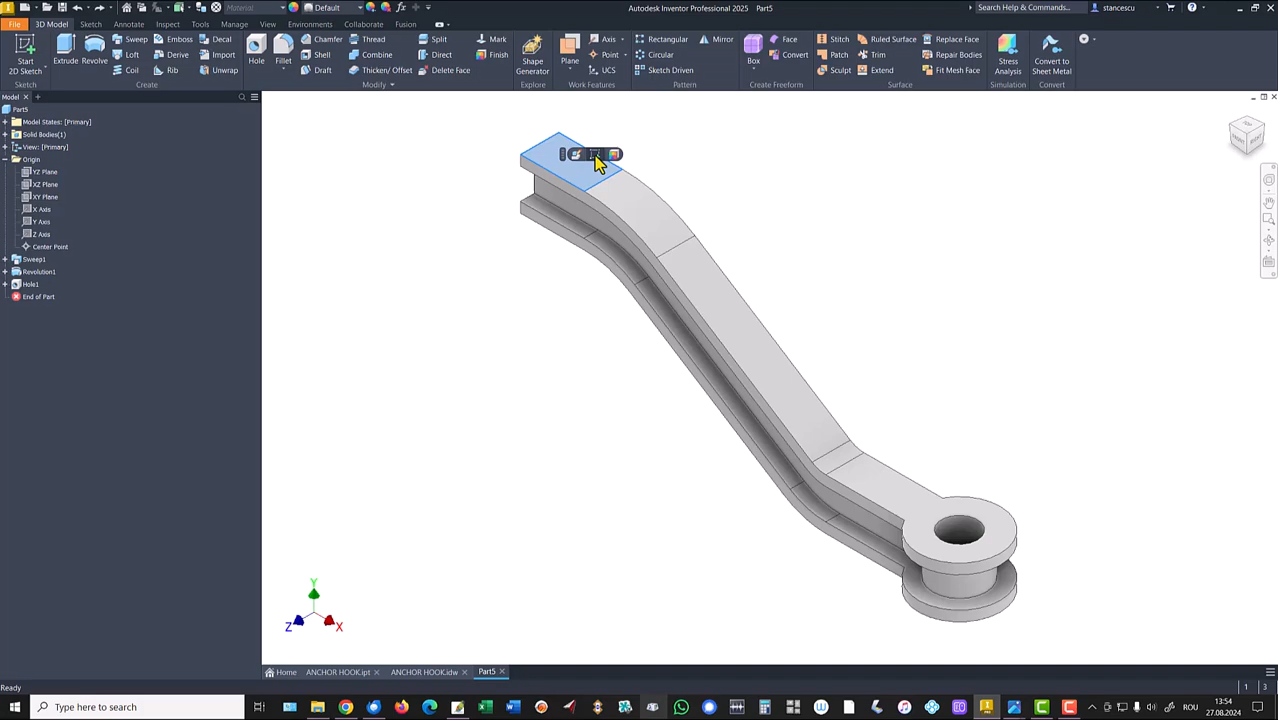 Material Default Autodesk Inventor Professional 2025 Part5 Search Help & Commands... stancescu
File 3D Model Sketch Annotate Inspect Tools Manage View Environments Collaborate Fusion
Sweep Emboss Decal Chamfer Thread Split Mark Axis Rectangular Mirror Face Stitch Ruled Surface Replace Face
Start 2D Sketch Extrude Revolve Loft Derive Import Hole Fillet Shell Combine Direct Finish Shape Generator Plane Point Circular Box Convert Patch Trim Repair Bodies Stress Analysis Convert to Sheet Metal
Coil Rib Unwrap Draft Thicken/ Offset Delete Face UCS Sketch Driven Sculpt Extend Fit Mesh Face
Sketch Create Modify Explore Work Features Pattern Create Freeform Surface Simulation Convert
Model
Part5
Model States: [Primary]
Solid Bodies(1)
View: [Primary]
Origin
YZ Plane
XZ Plane
XY Plane
X Axis
Y Axis
Z Axis
Center Point
Sweep1
Revolution1
Hole1
End of Part
TOP
FRONT
RIGHT
Y
Z X
Home ANCHOR HOOK.ipt ANCHOR HOOK.idw Part5
Ready 1 3
Type here to search ROU 13:54
27.08.2024